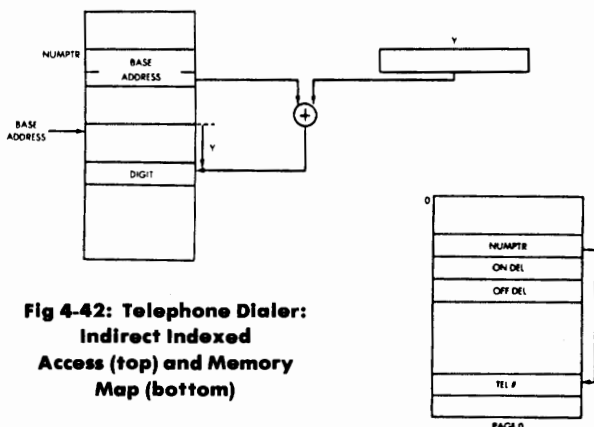 Y
NUMPTR
BASE
ADDRESS
+
BASE
ADDRESS
Y
DIGIT
0
NUMPTR
ON DEL
OFF DEL
TEL #
PAGE 0
Fig 4-42: Telephone Dialer:
Indirect Indexed
Access (top) and Memory
Map (bottom)